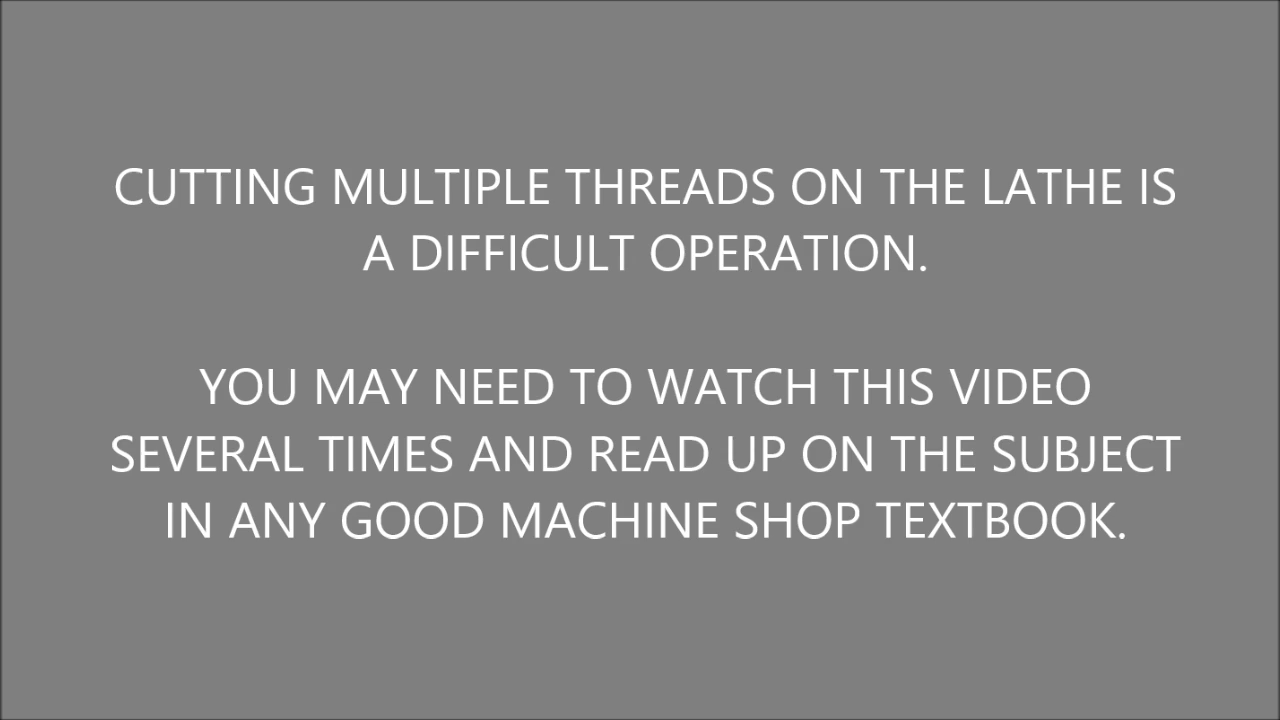 CUTTING MULTIPLE THREADS ON THE LATHE IS
A DIFFICULT OPERATION.
YOU MAY NEED TO WATCH THIS VIDEO
SEVERAL TIMES AND READ UP ON THE SUBJECT
IN ANY GOOD MACHINE SHOP TEXTBOOK.